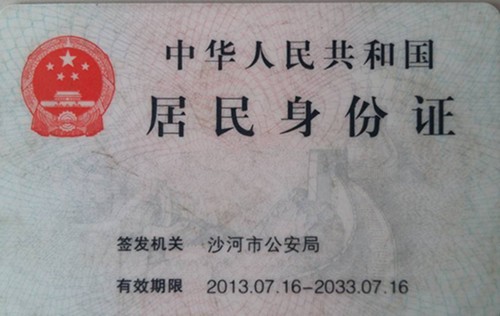 中华人民共和国
居民身份证
签发机关 沙河市公安局
有效期限 2013.07.16-2033.07.16